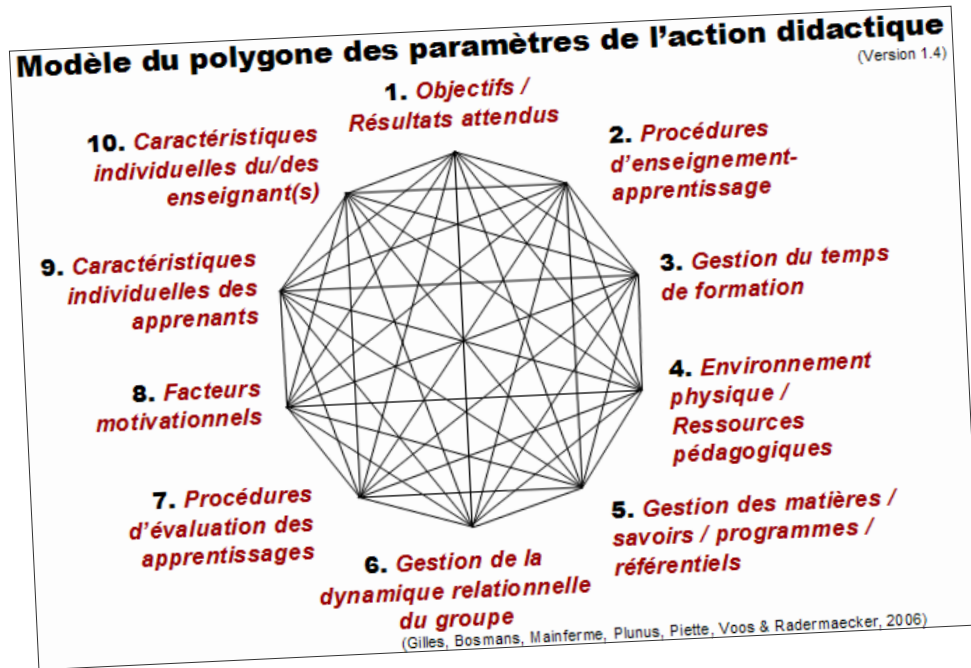 Modèle du polygone des paramètres de l'action didactique
(Version 1.4)
1. Objectifs /
Résultats attendus
2. Procédures
d'enseignement-
apprentissage
3. Gestion du temps
de formation
4. Environnement
physique /
Ressources
pédagogiques
5. Gestion des matières /
savoirs / programmes /
référentiels
6. Gestion de la
dynamique relationnelle
du groupe
7. Procédures
d'évaluation des
apprentissages
8. Facteurs
motivationnels
9. Caractéristiques
individuelles des
apprenants
10. Caractéristiques
individuelles du/des
enseignant(s)
(Gilles, Bosmans, Mainferme, Plunus, Piette, Voos & Radermaecker, 2006)